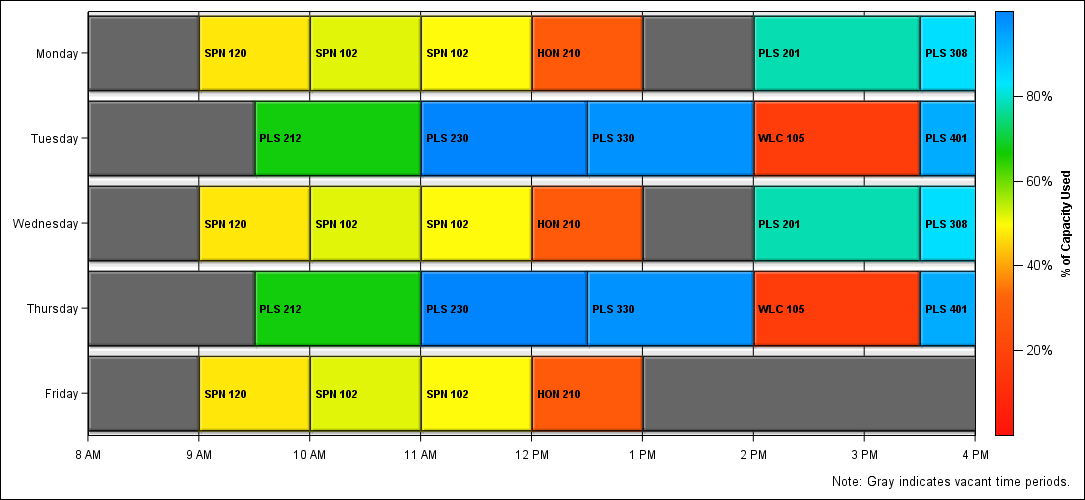 Monday
SPN 120
SPN 102
SPN 102
HON 210
PLS 201
PLS 308
Tuesday
PLS 212
PLS 230
PLS 330
WLC 105
PLS 401
Wednesday
SPN 120
SPN 102
SPN 102
HON 210
PLS 201
PLS 308
Thursday
PLS 212
PLS 230
PLS 330
WLC 105
PLS 401
Friday
SPN 120
SPN 102
SPN 102
HON 210
8 AM
9 AM
10 AM
11 AM
12 PM
1 PM
2 PM
3 PM
4 PM
80%
60%
40%
20%
% of Capacity Used
Note: Gray indicates vacant time periods.